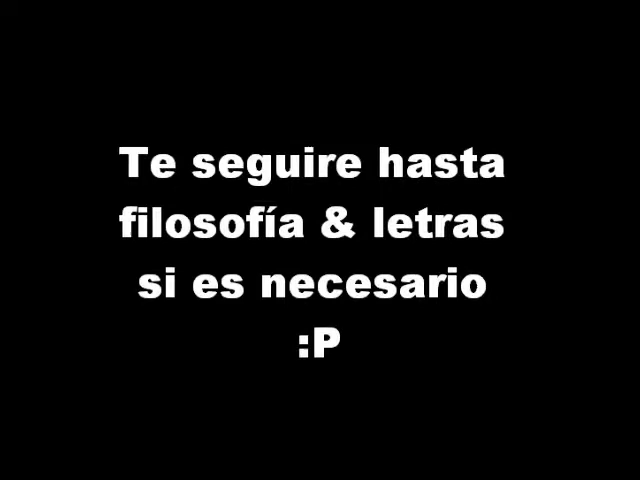 Te seguire hasta
filosofía & letras
si es necesario
:P